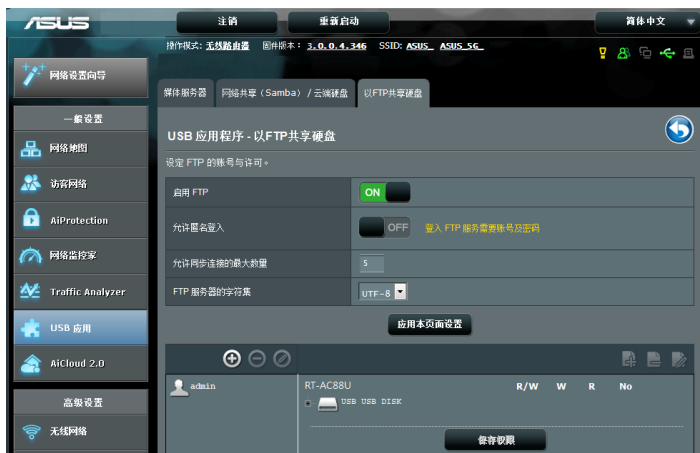 ASUS
注销
重新启动
简体中文
操作模式: 无线路由器 固件版本: 3.0.0.4.346 SSID: ASUS_ ASUS_5G_
网络设置向导
媒体服务器
网络共享（Samba）/ 云端硬盘
以FTP共享硬盘
一般设置
网络地图
访客网络
AiProtection
网络监控家
Traffic Analyzer
USB 应用
AiCloud 2.0
高级设置
无线网络
USB 应用程序 - 以FTP共享硬盘
设定 FTP 的账号与许可。
启用 FTP
ON
允许匿名登入
OFF
登入 FTP 服务需要账号及密码
允许同步连接的最大数量
5
FTP 服务器的字符集
UTF-8
应用本页面设置
admin
RT-AC88U
R/W W R No
USB USB DISK
保存权限